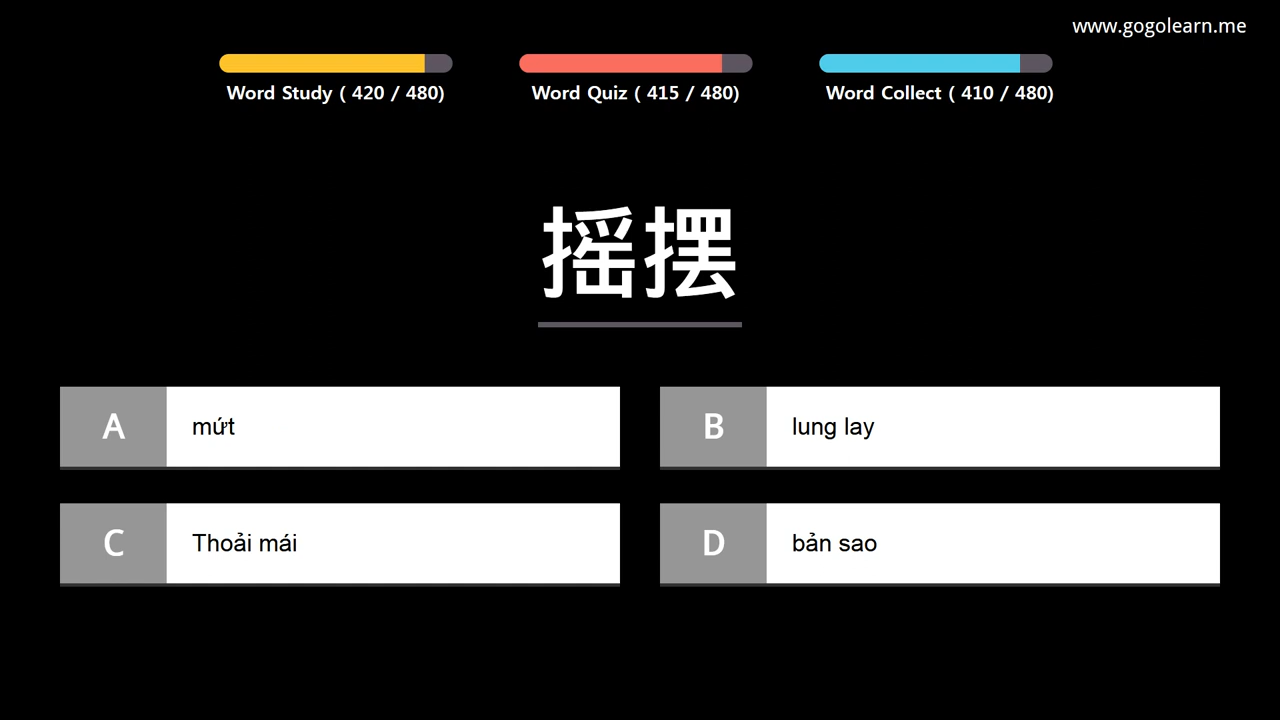 www.gogolearn.me
Word Study ( 420 / 480)
Word Quiz ( 415 / 480)
Word Collect ( 410 / 480)
摇摆
A mứt
B lung lay
C Thoải mái
D bản sao